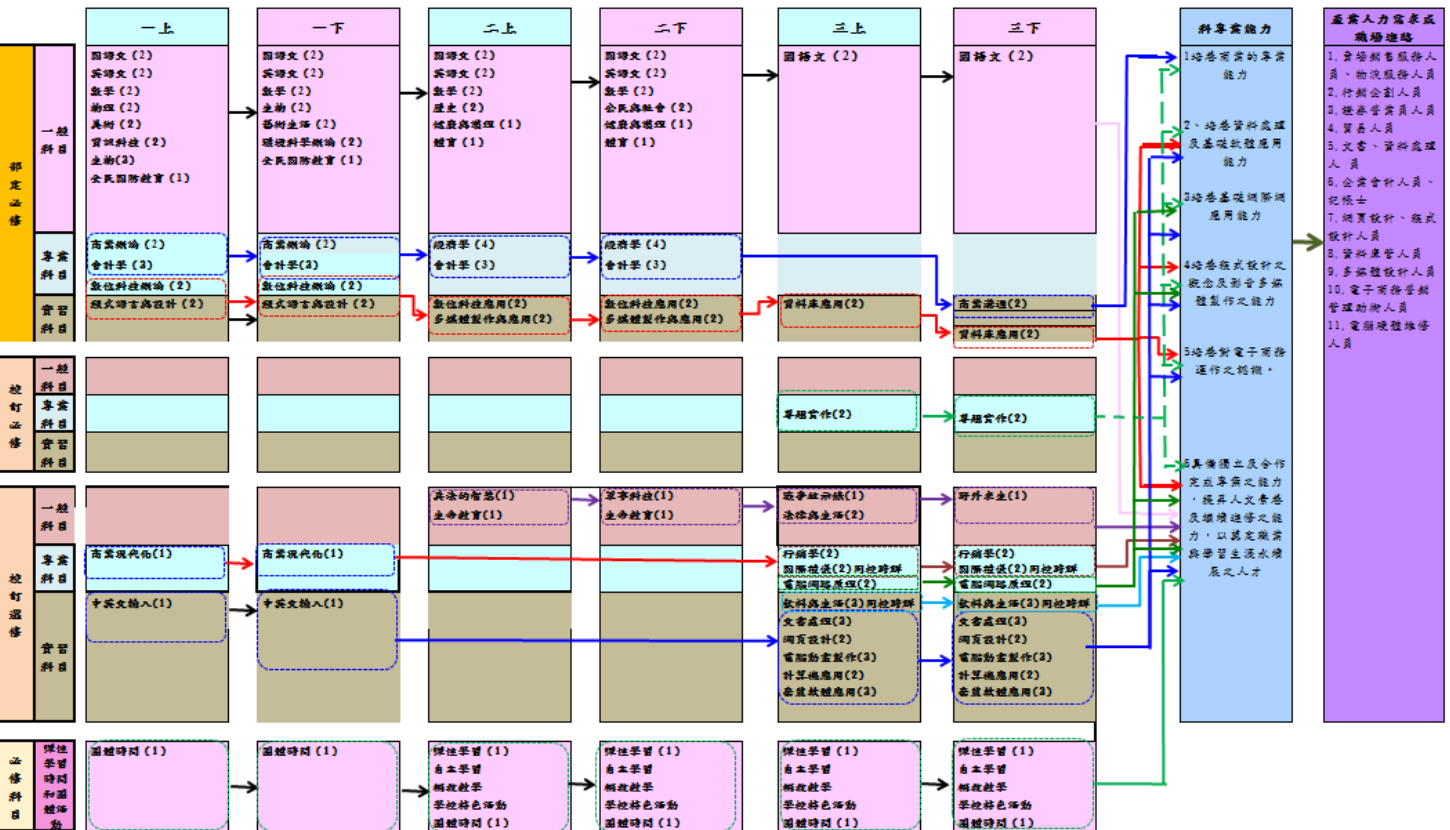 一上
一下
二上
二下
三上
三下
科專業能力
產業人力需求或
職場進路
部定必修
一般
科目
國語文 (2)
英語文 (2)
數學 (2)
物理 (2)
美術 (2)
資訊科技 (2)
生物(3)
全民國防教育 (1)
國語文 (2)
英語文 (2)
數學 (2)
生物 (2)
藝術生活 (2)
環境科學概論 (2)
全民國防教育 (1)
國語文 (2)
英語文 (2)
數學 (2)
歷史 (2)
健康與護理 (1)
體育 (1)
國語文 (2)
英語文 (2)
數學 (2)
公民與社會 (2)
健康與護理 (1)
體育 (1)
國語文 (2)
國語文 (2)
專業
科目
商業概論 (2)
會計學 (3)
數位科技概論 (2)
商業概論 (2)
會計學(3)
數位科技概論 (2)
經濟學 (4)
會計學 (3)
經濟學 (4)
會計學 (3)
實習
科目
程式語言與設計 (2)
程式語言與設計 (2)
數位科技應用(2)
多媒體製作與應用(2)
數位科技應用(2)
多媒體製作與應用(2)
資料庫應用(2)
商業溝通(2)
資料庫應用(2)
校訂必修
一般
科目
專業
科目
專題實作(2)
專題實作(2)
實習
科目
校訂選修
一般
科目
兵法的智慧(1)
生命教育(1)
軍事科技(1)
生命教育(1)
戰爭啟示錄(1)
法律與生活(2)
野外求生(1)
專業
科目
商業現代化(1)
商業現代化(1)
行銷學(2)
國際禮儀(2)同校跨群
電腦網路原理(2)
行銷學(2)
國際禮儀(2)同校跨群
電腦網路原理(2)
實習
科目
中英文輸入(1)
中英文輸入(1)
飲料與生活(3)同校跨群
文書處理(3)
網頁設計(2)
電腦動畫製作(3)
計算機應用(2)
套裝軟體應用(3)
飲料與生活(3)同校跨群
文書處理(3)
網頁設計(2)
電腦動畫製作(3)
計算機應用(2)
套裝軟體應用(3)
必修科目
彈性
學習
時間
和團
體活
動
團體時間 (1)
團體時間 (1)
彈性學習 (1)
自主學習
補救教學
學校特色活動
團體時間 (1)
彈性學習 (1)
自主學習
補救教學
學校特色活動
團體時間 (1)
彈性學習 (1)
自主學習
補救教學
學校特色活動
團體時間 (1)
彈性學習 (1)
自主學習
補救教學
學校特色活動
團體時間 (1)
1培養商業的專業
能力
2、培養資料處理
及基礎軟體應用
能力
3培養基礎網際網
應用能力
4培養程式設計之
概念及影音多媒
體製作之能力
5培養對電子商務
運作之認識。
6具備獨立及合作
完成專業之能力
，提昇人文素養
及繼續進修之能
力，以奠定職業
與學習生涯永續
展之人才
1.賣場銷售服務人
員、物流服務人員
2.行銷企劃人員
3.證券營業員人員
4.貿易人員
5.文書、資料處理
人 員
6.企業會計人員、
記帳士
7.網頁設計、程式
設計人員
8.資料庫管人員
9.多媒體設計人員
10.電子商務營銷
管理助術人員
11.電腦硬體維修
人員